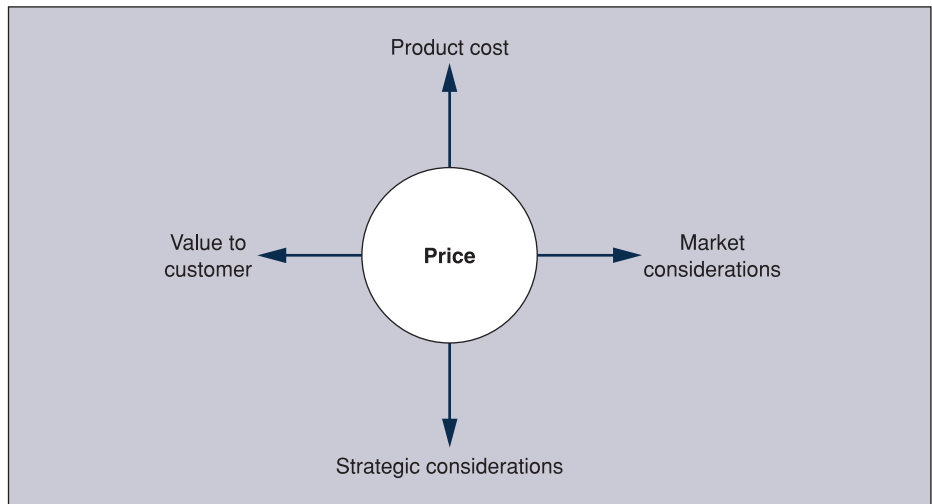 Product cost
Value to
customer
Price
Market
considerations
Strategic considerations